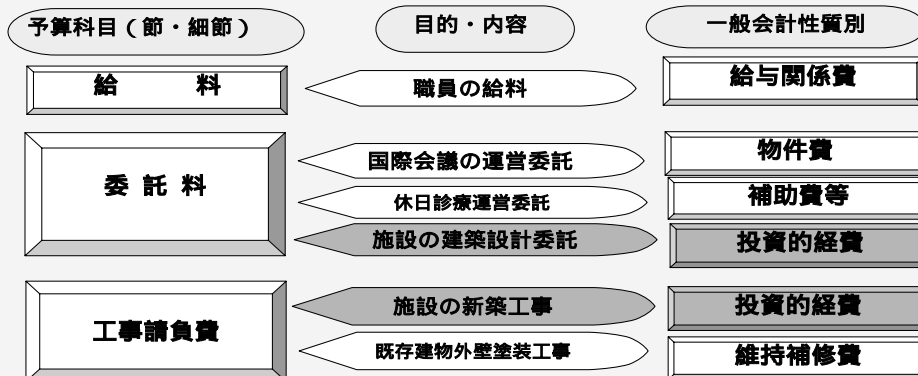 予算科目（節・細節） 目的・内容 一般会計性質別
給 料 職員の給料 給与関係費
委 託 料 国際会議の運営委託 物件費
休日診療運営委託 補助費等
施設の建築設計委託 投資的経費
工事請負費 施設の新築工事 投資的経費
既存建物外壁塗装工事 維持補修費